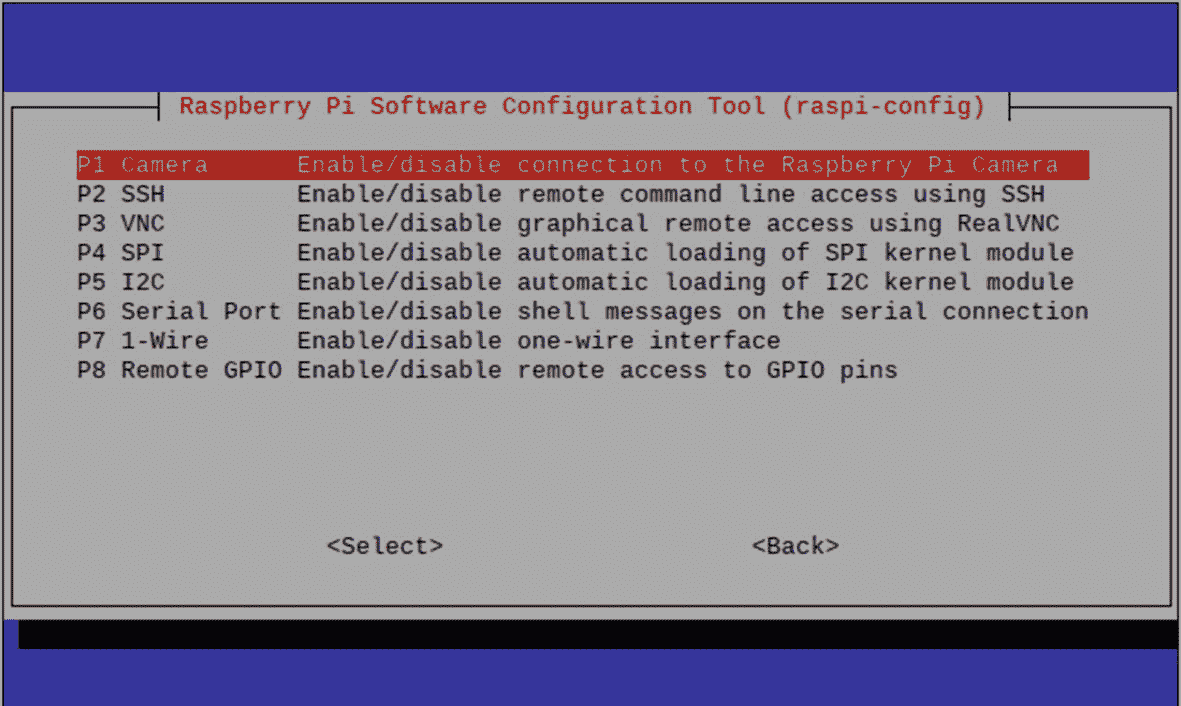 Raspberry Pi Software Configuration Tool (raspi-config)
P1 Camera Enable/disable connection to the Raspberry Pi Camera
P2 SSH Enable/disable remote command line access using SSH
P3 VNC Enable/disable graphical remote access using RealVNC
P4 SPI Enable/disable automatic loading of SPI kernel module
P5 I2C Enable/disable automatic loading of I2C kernel module
P6 Serial Port Enable/disable shell messages on the serial connection
P7 1-Wire Enable/disable one-wire interface
P8 Remote GPIO Enable/disable remote access to GPIO pins
<Select> <Back>